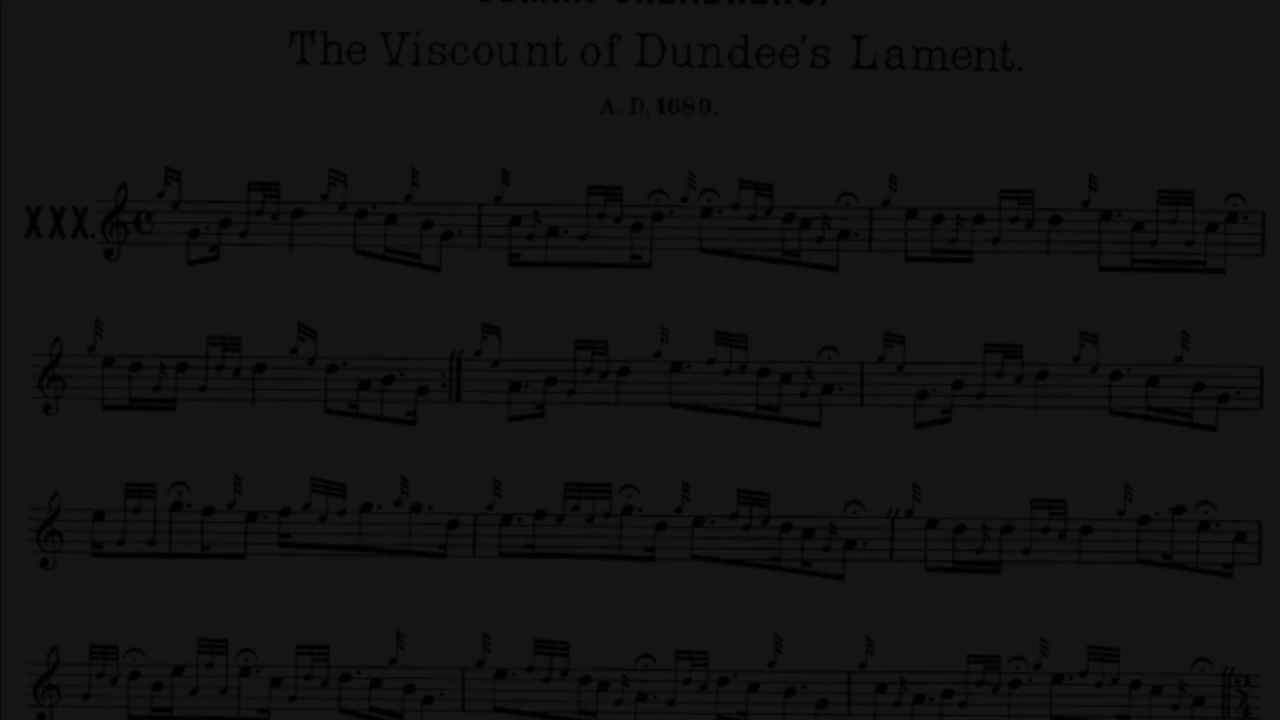 The Viscount of Dundee's Lament.
A. D. 1689.
XXX.